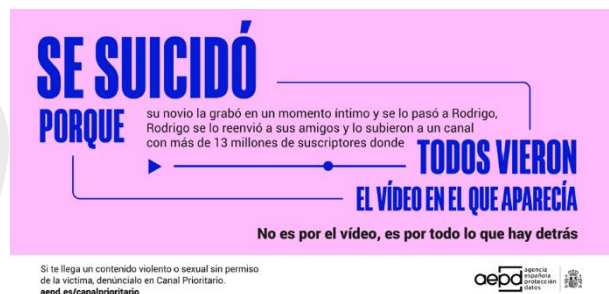 SE SUICIDÓ
PORQUE
su novio la grabó en un momento íntimo y se lo pasó a Rodrigo,
Rodrigo se lo reenvió a sus amigos y lo subieron a un canal
con más de 13 millones de suscriptores donde
TODOS VIERON
EL VÍDEO EN EL QUE APARECÍA
No es por el vídeo, es por todo lo que hay detrás
Si te llega un contenido violento o sexual sin permiso
de la víctima, denúncialo en Canal Prioritario.
aepd.es/canalprioritario
aepd
agencia
española
protección
datos